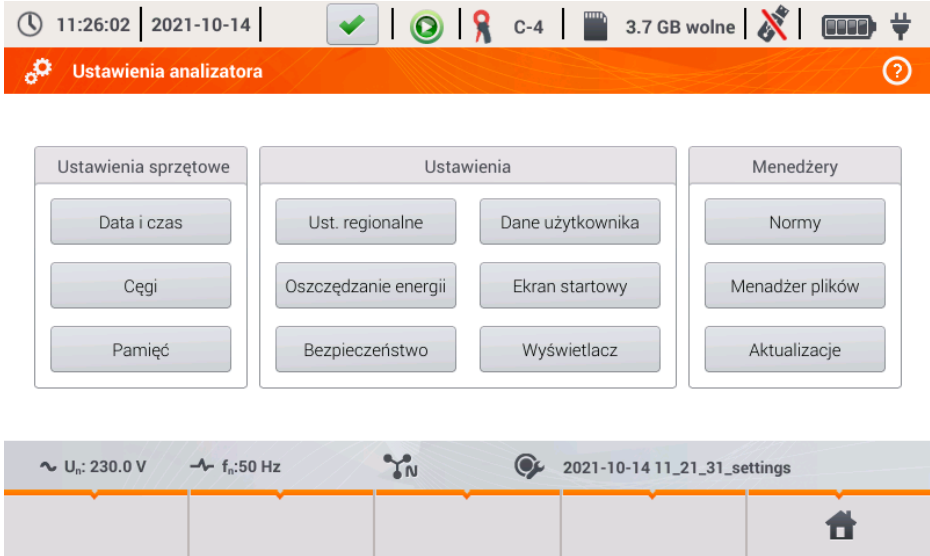 11:26:02 2021-10-14 C-4 3.7 GB wolne
Ustawienia analizatora
Ustawienia sprzętowe
Data i czas
Cęgi
Pamięć
Ustawienia
Ust. regionalne Dane użytkownika
Oszczędzanie energii Ekran startowy
Bezpieczeństwo Wyświetlacz
Menedżery
Normy
Menadżer plików
Aktualizacje
Uₙ: 230.0 V fₙ:50 Hz N 2021-10-14 11_21_31_settings